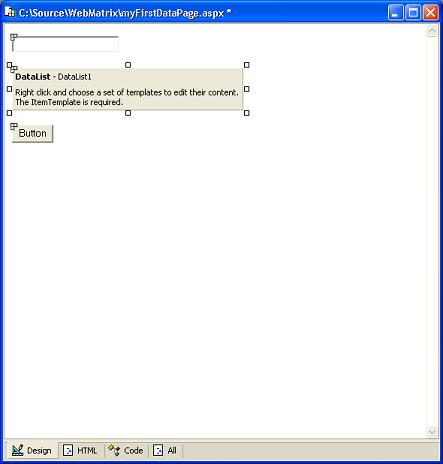 C:\Source\WebMatrix\myFirstDataPage.aspx *
DataList - DataList1
Right click and choose a set of templates to edit their content.
The ItemTemplate is required.
Button
Design HTML Code All